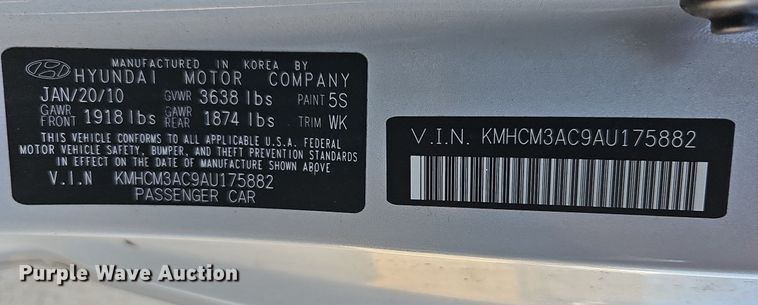 MANUFACTURED IN KOREA BY
HYUNDAI MOTOR COMPANY
JAN/20/10 GVWR 3638 lbs PAINT 5S
GAWR FRONT 1918 lbs GAWR REAR 1874 lbs TRIM WK
THIS VEHICLE CONFORMS TO ALL APPLICABLE U.S.A. FEDERAL
MOTOR VEHICLE SAFETY, BUMPER, AND THEFT PREVENTION STANDARDS
IN EFFECT ON THE DATE OF MANUFACTURE SHOWN ABOVE
V.I.N KMHCM3AC9AU175882
PASSENGER CAR
V.I.N. KMHCM3AC9AU175882
Purple Wave Auction